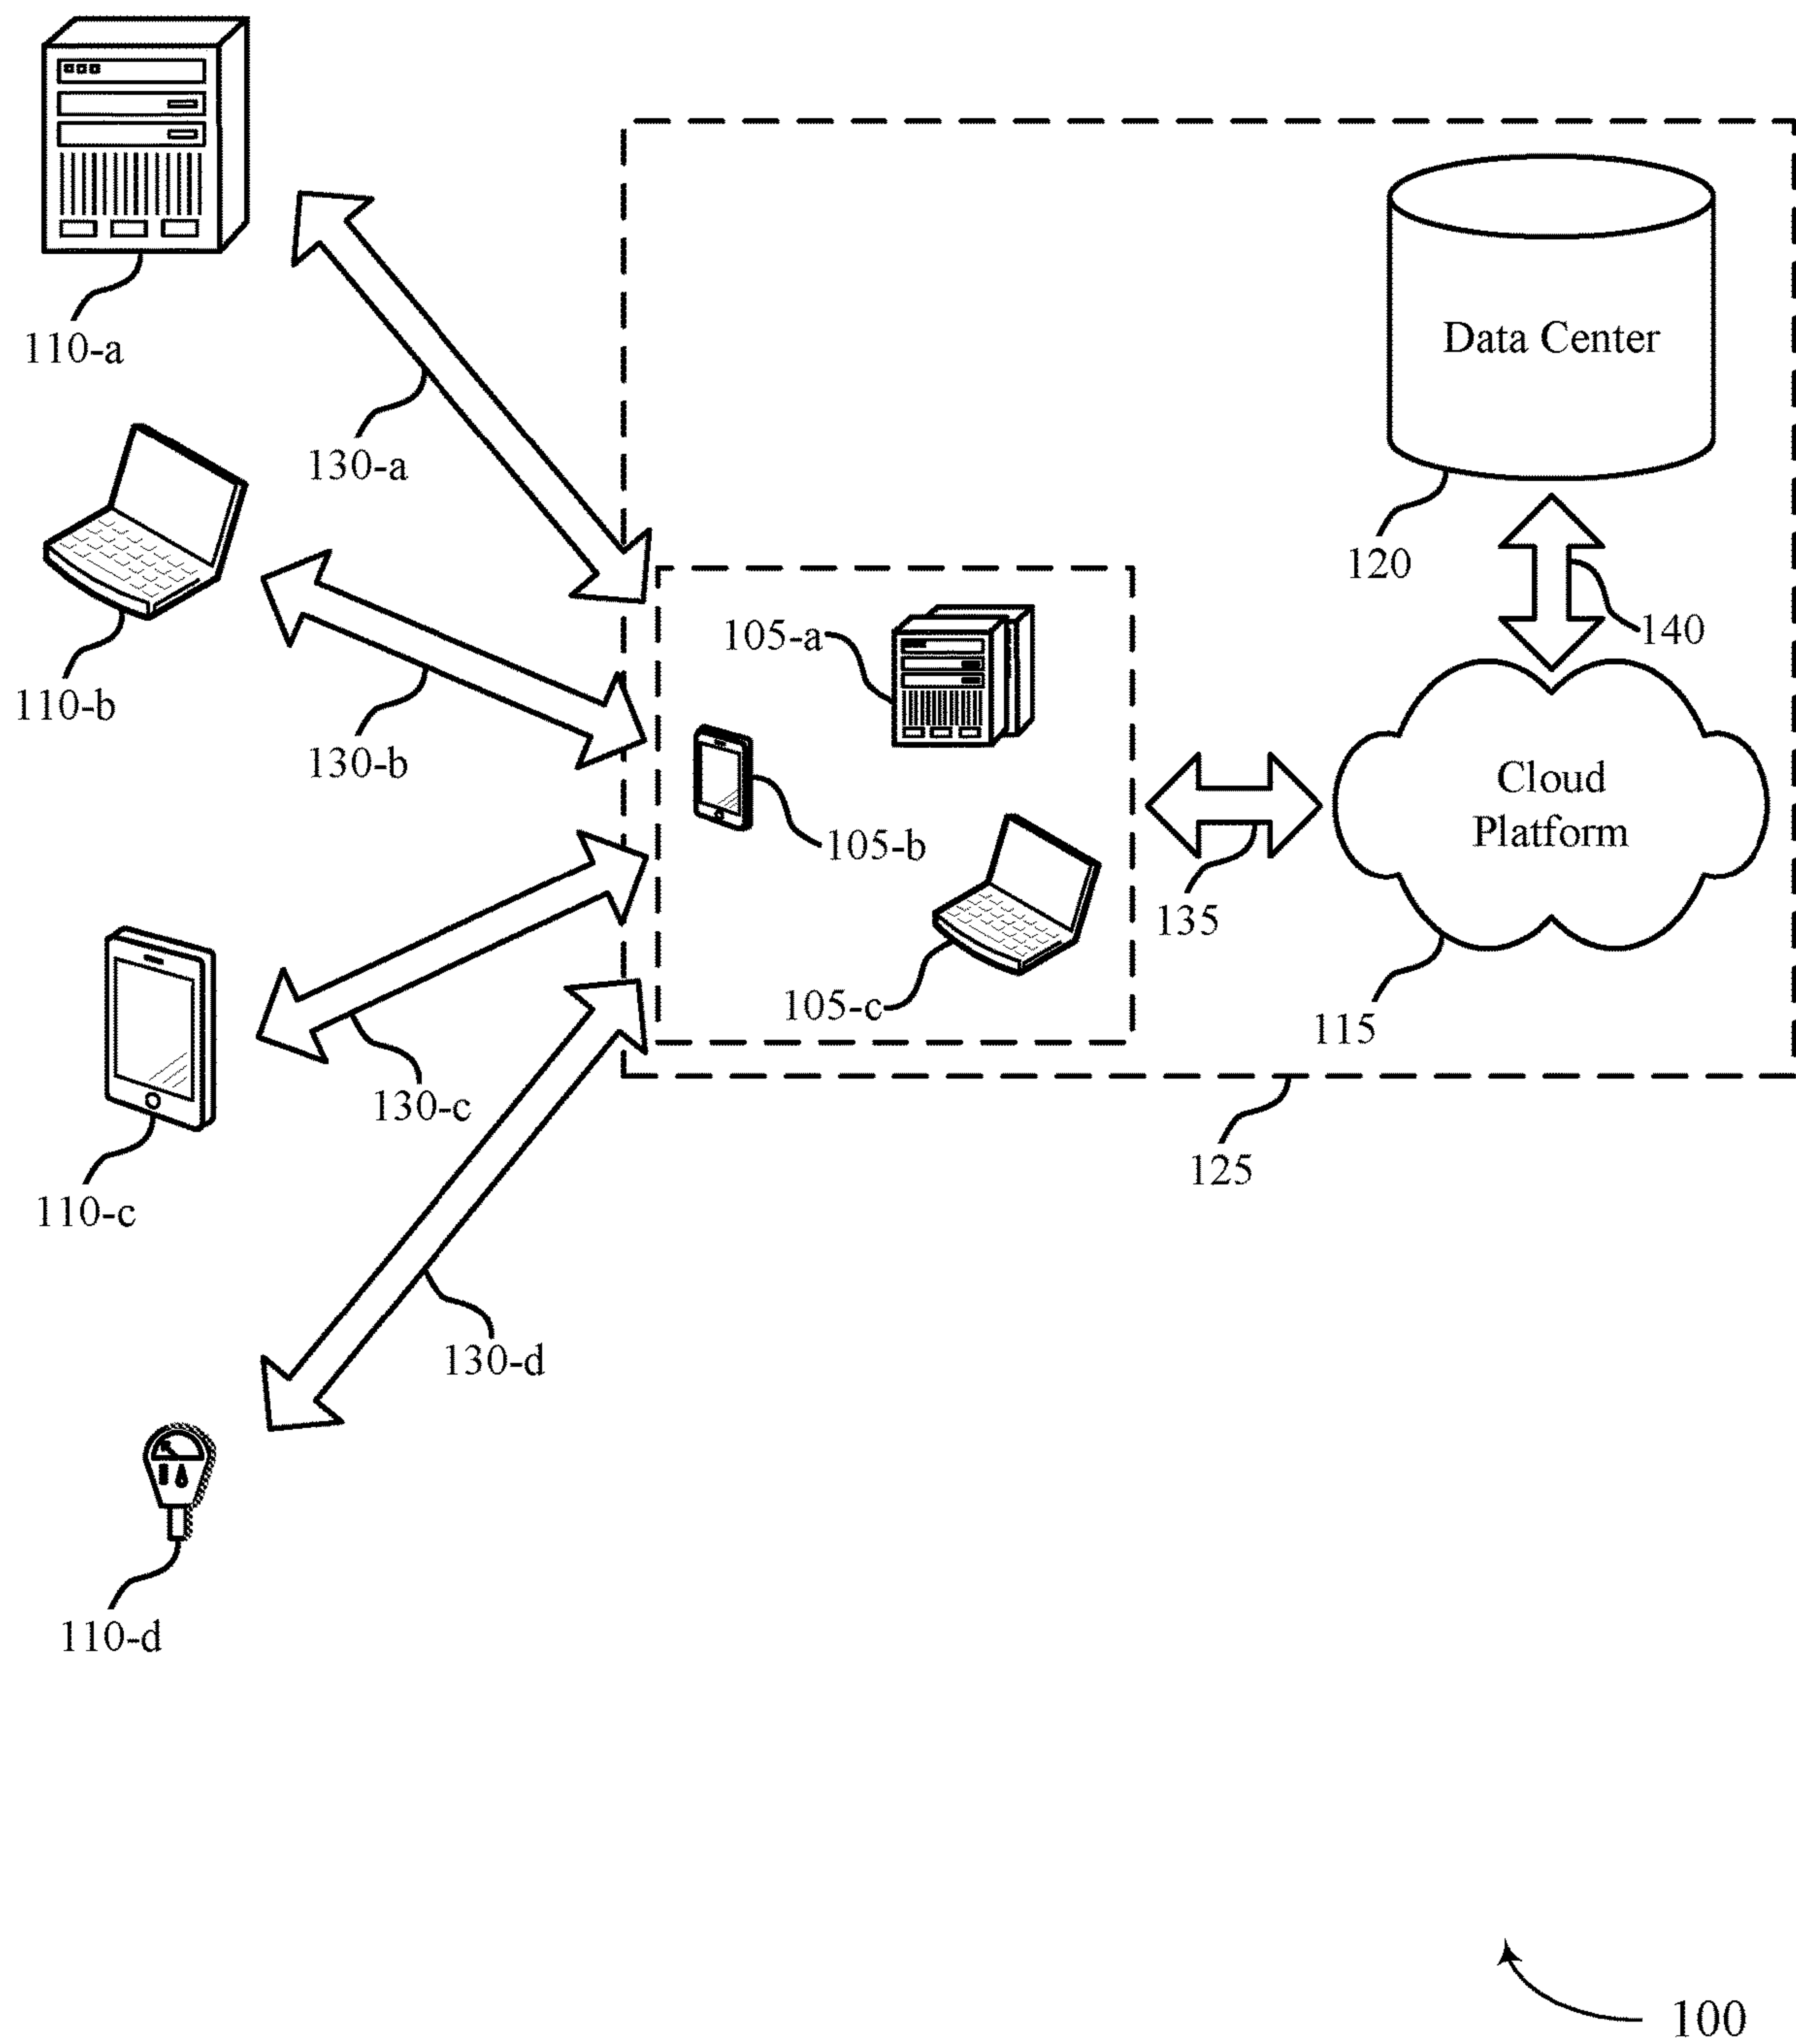 110-a
130-a
Data Center
120
140
110-b
130-b
105-a
105-b
Cloud
Platform
135
105-c
115
130-c
125
110-c
130-d
110-d
100